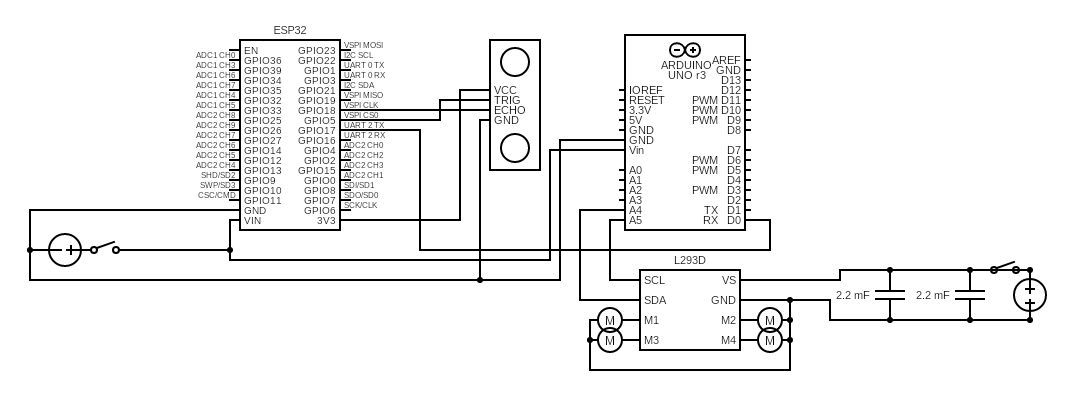 ESP32
ADC1 CH0
ADC1 CH3
ADC1 CH6
ADC1 CH7
ADC1 CH4
ADC1 CH5
ADC2 CH8
ADC2 CH9
ADC2 CH7
ADC2 CH6
ADC2 CH5
ADC2 CH4
SHD/SD2
SWP/SD3
CSC/CMD
EN
GPIO36
GPIO39
GPIO34
GPIO35
GPIO32
GPIO33
GPIO25
GPIO26
GPIO27
GPIO14
GPIO12
GPIO13
GPIO9
GPIO10
GPIO11
GND
VIN
GPIO23
GPIO22
GPIO1
GPIO3
GPIO21
GPIO19
GPIO18
GPIO5
GPIO17
GPIO16
GPIO4
GPIO2
GPIO15
GPIO0
GPIO8
GPIO7
GPIO6
3V3
VSPI MOSI
I2C SCL
UART 0 TX
UART 0 RX
I2C SDA
VSPI MISO
VSPI CLK
VSPI CS0
UART 2 TX
UART 2 RX
ADC2 CH0
ADC2 CH2
ADC2 CH3
ADC2 CH1
SDI/SD1
SDO/SD0
SCK/CLK
VCC
TRIG
ECHO
GND
ARDUINO
UNO r3
IOREF
RESET
3.3V
5V
GND
GND
Vin
A0
A1
A2
A3
A4
A5
AREF
GND
D13
D12
PWM D11
PWM D10
PWM D9
D8
D7
PWM D6
PWM D5
D4
PWM D3
D2
TX D1
RX D0
L293D
SCL
SDA
M1
M3
VS
GND
M2
M4
M
M
M
M
2.2 mF
2.2 mF